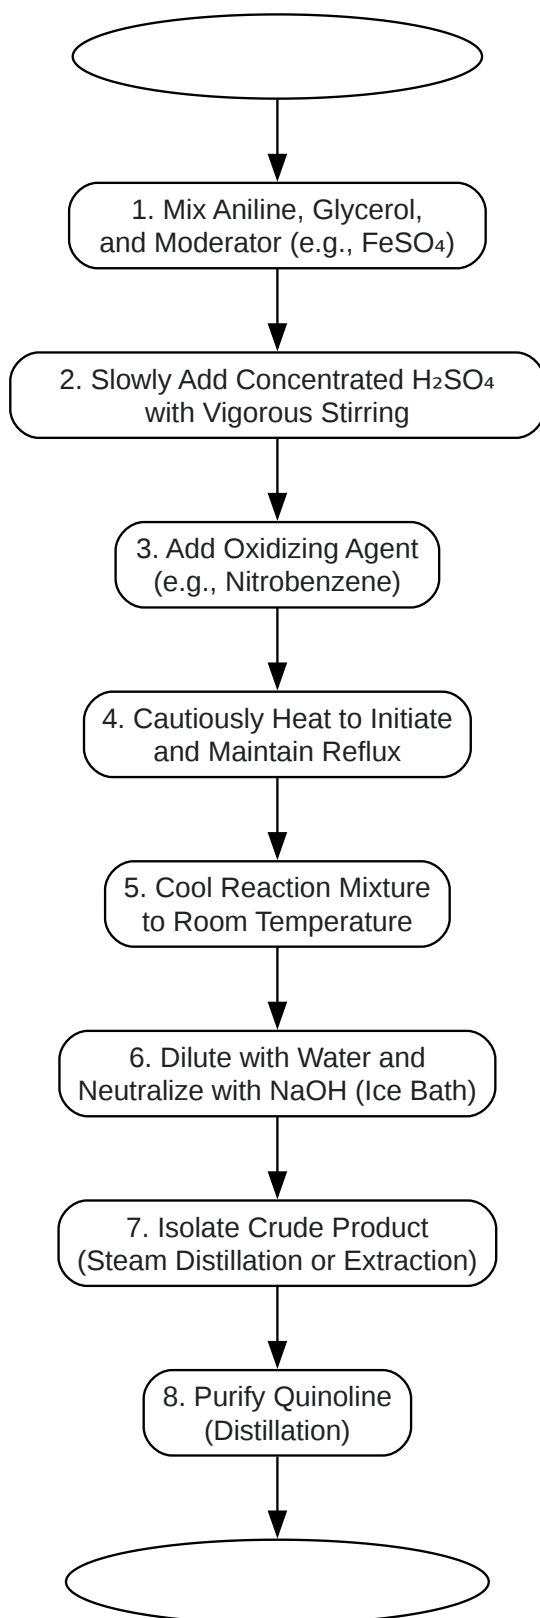 1. Mix Aniline, Glycerol,
and Moderator (e.g., FeSO₄)
2. Slowly Add Concentrated H₂SO₄
with Vigorous Stirring
3. Add Oxidizing Agent
(e.g., Nitrobenzene)
4. Cautiously Heat to Initiate
and Maintain Reflux
5. Cool Reaction Mixture
to Room Temperature
6. Dilute with Water and
Neutralize with NaOH (Ice Bath)
7. Isolate Crude Product
(Steam Distillation or Extraction)
8. Purify Quinoline
(Distillation)